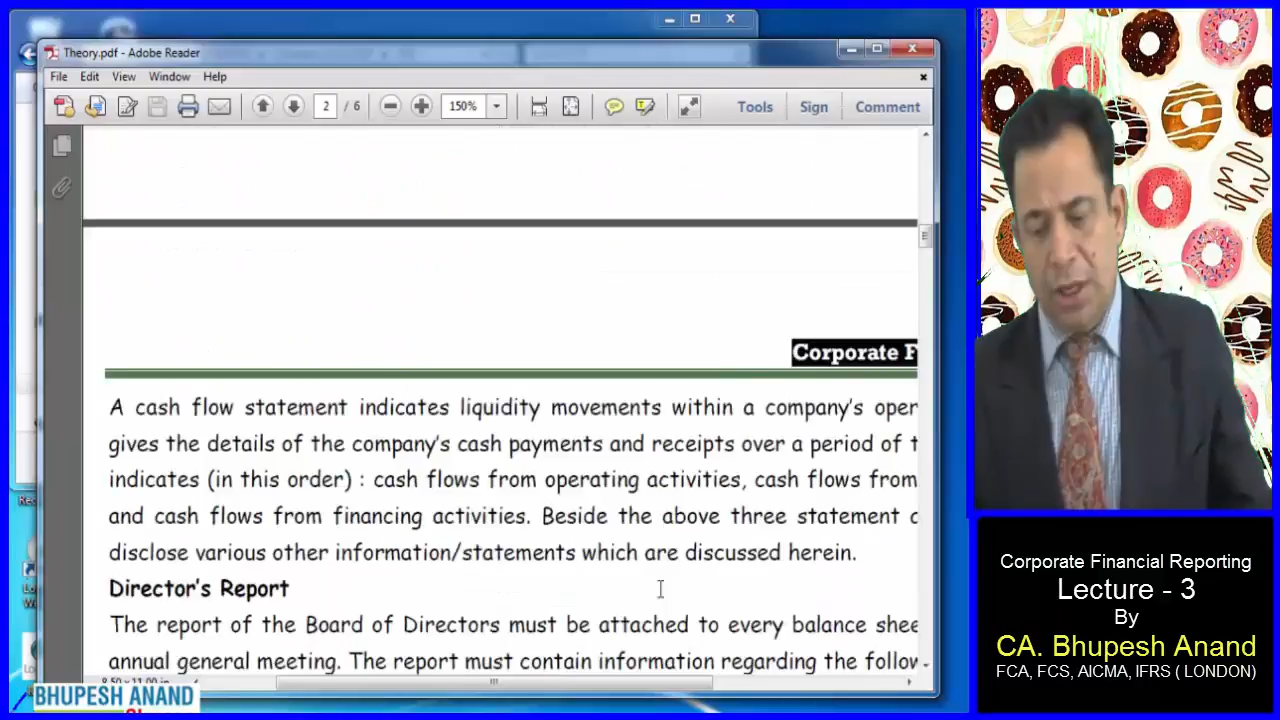 Theory.pdf - Adobe Reader
File Edit View Window Help
2 / 6 150% Tools Sign Comment
Corporate F
A cash flow statement indicates liquidity movements within a company's oper
gives the details of the company's cash payments and receipts over a period of t
indicates (in this order) : cash flows from operating activities, cash flows from
and cash flows from financing activities. Beside the above three statement c
disclose various other information/statements which are discussed herein.
Director's Report
The report of the Board of Directors must be attached to every balance shee
annual general meeting. The report must contain information regarding the follow
8.50 x 11.00 in
BHUPESH ANAND
Corporate Financial Reporting
Lecture - 3
By
CA. Bhupesh Anand
FCA, FCS, AICMA, IFRS ( LONDON)